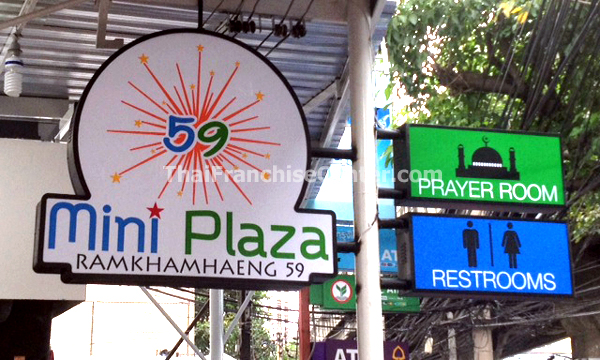 59
Mini Plaza
RAMKHAMHAENG 59
ThaiFranchiseCenter.com
PRAYER ROOM
RESTROOMS